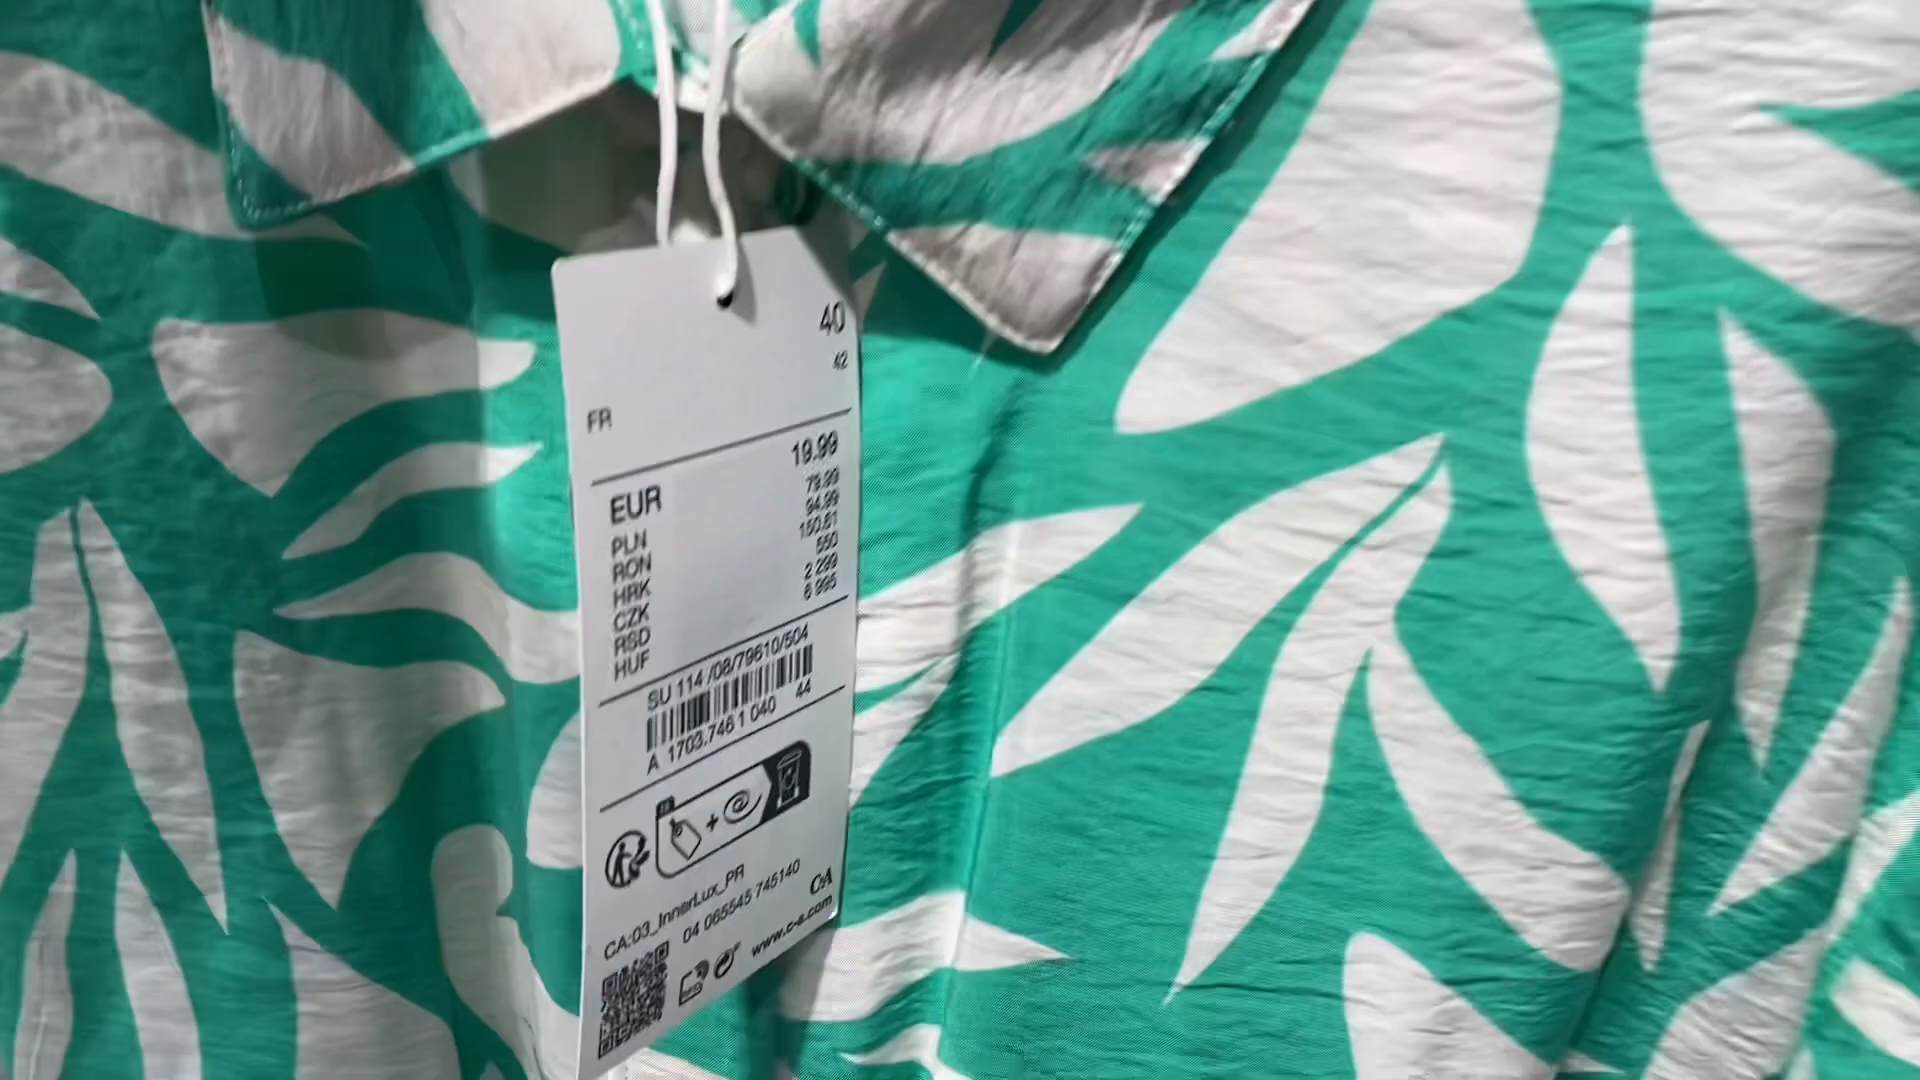 40
42
FR
EUR 19.99
PLN 79.99
RON 94.99
HRK 150.61
CZK 550
RSD 2 299
HUF 6 995
SU 114 /08/79610/504
44
A 1703.746 1 040
FR
+ @
CA:03_InnerLux_PR
04 065545 745140
C&A
www.c-a.com